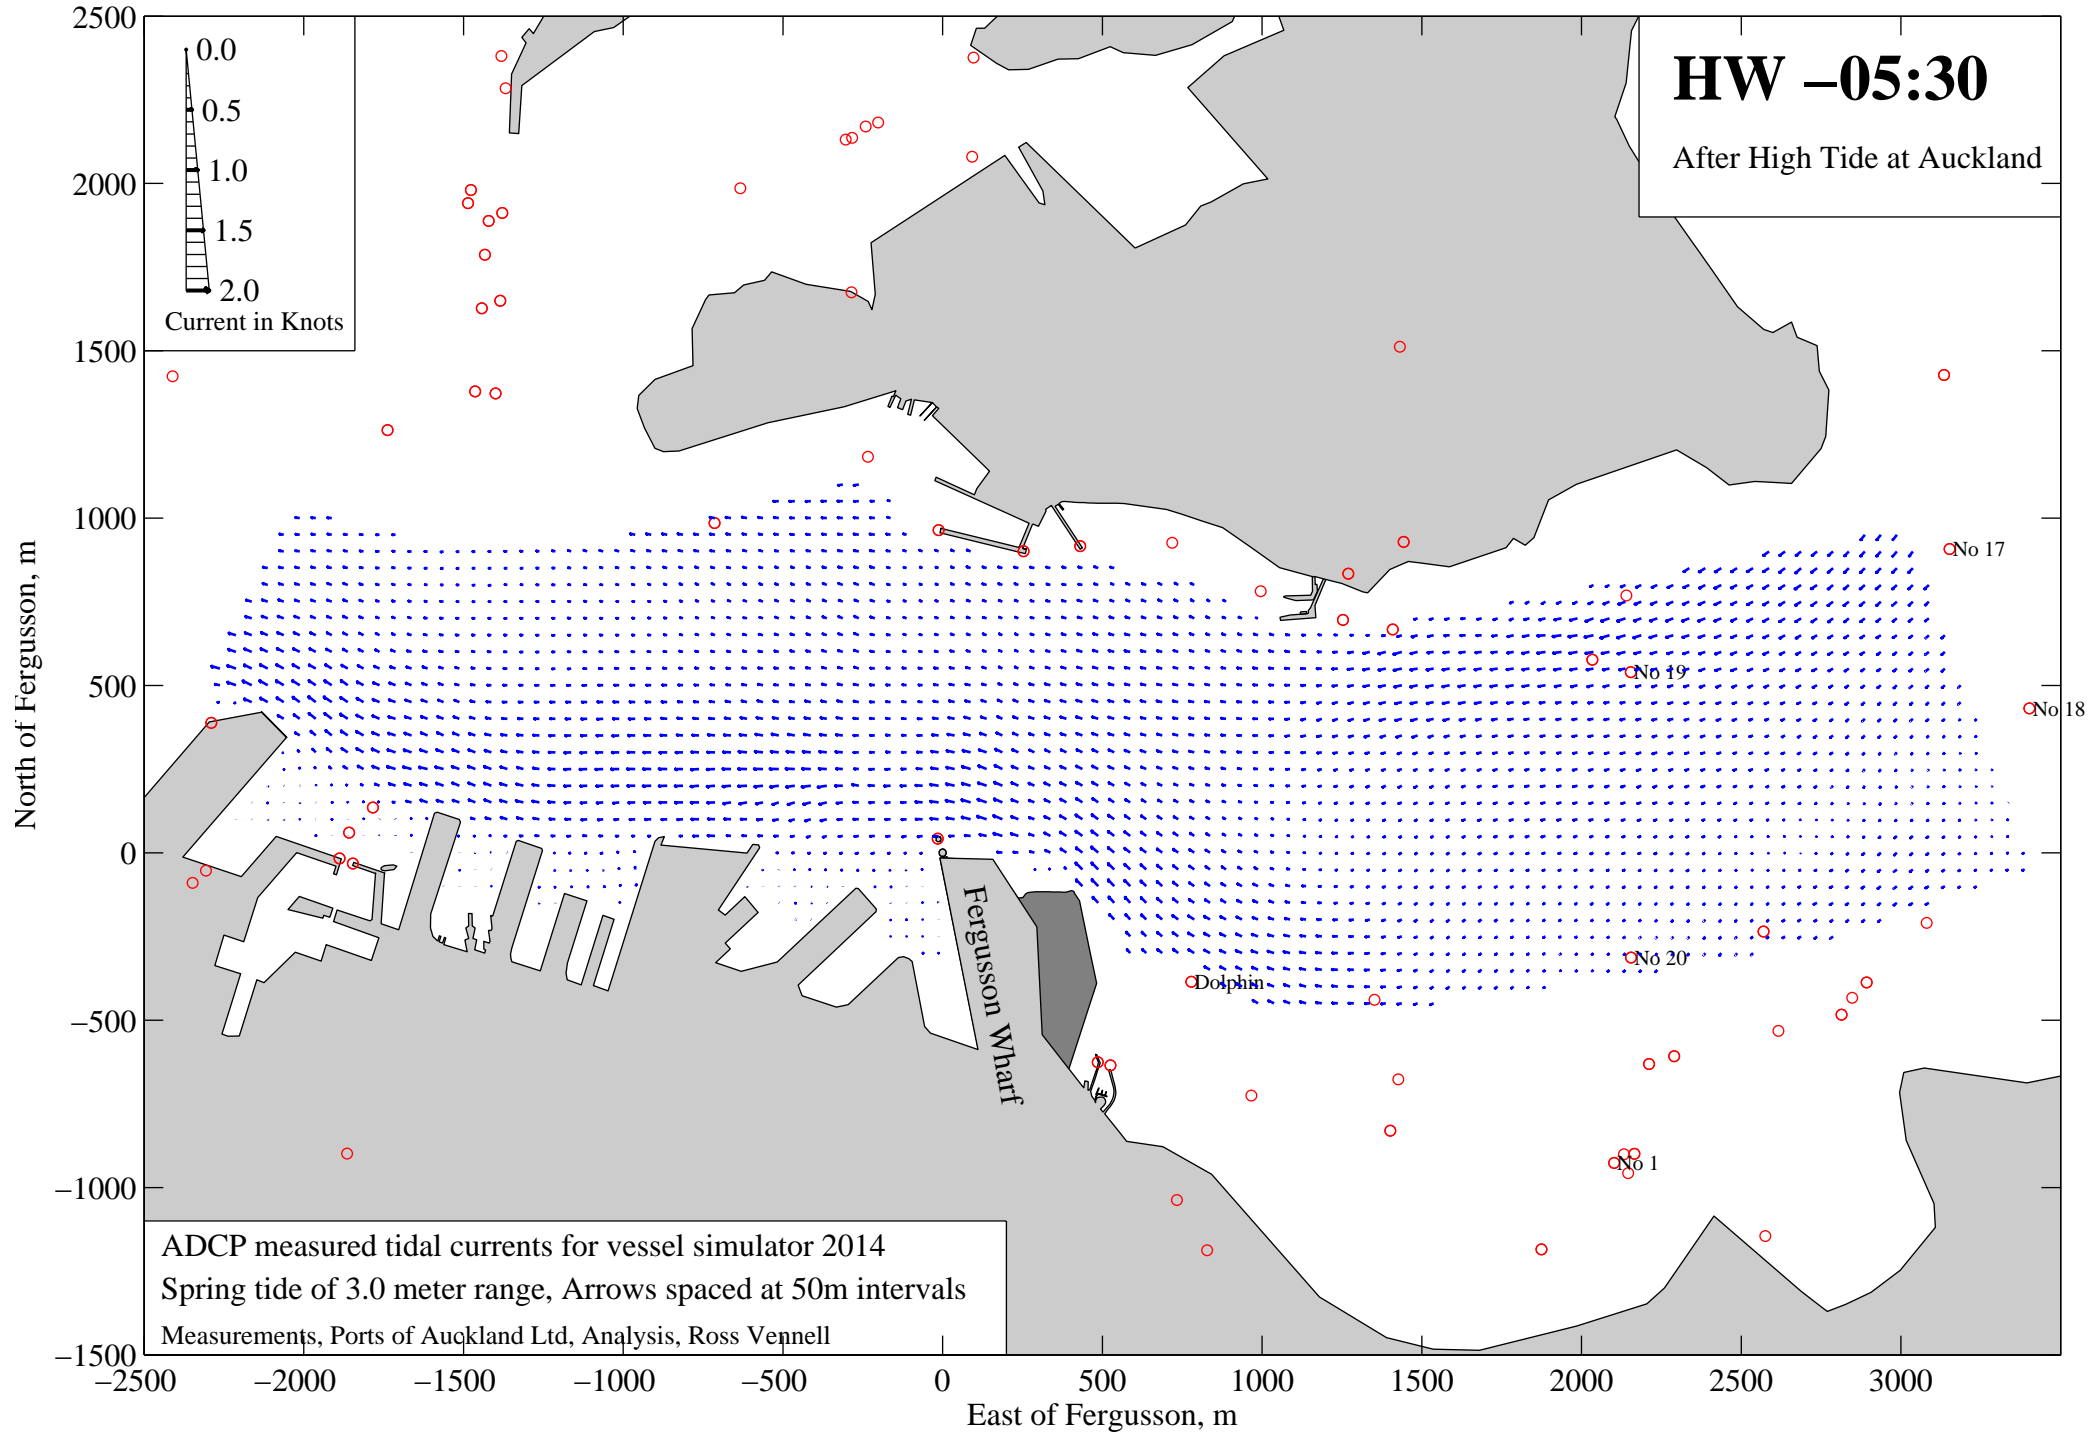 2500
2000
1500
1000
500
0
−500
−1000
−1500
North of Fergusson, m
0.0
0.5
1.0
1.5
2.0
Current in Knots
HW −05:30
After High Tide at Auckland
No 17
No 19
No 18
No 20
Dolphin
No 1
Fergusson Wharf
ADCP measured tidal currents for vessel simulator 2014
Spring tide of 3.0 meter range, Arrows spaced at 50m intervals
Measurements, Ports of Auckland Ltd, Analysis, Ross Vennell
−2500 −2000 −1500 −1000 −500 0 500 1000 1500 2000 2500 3000
East of Fergusson, m